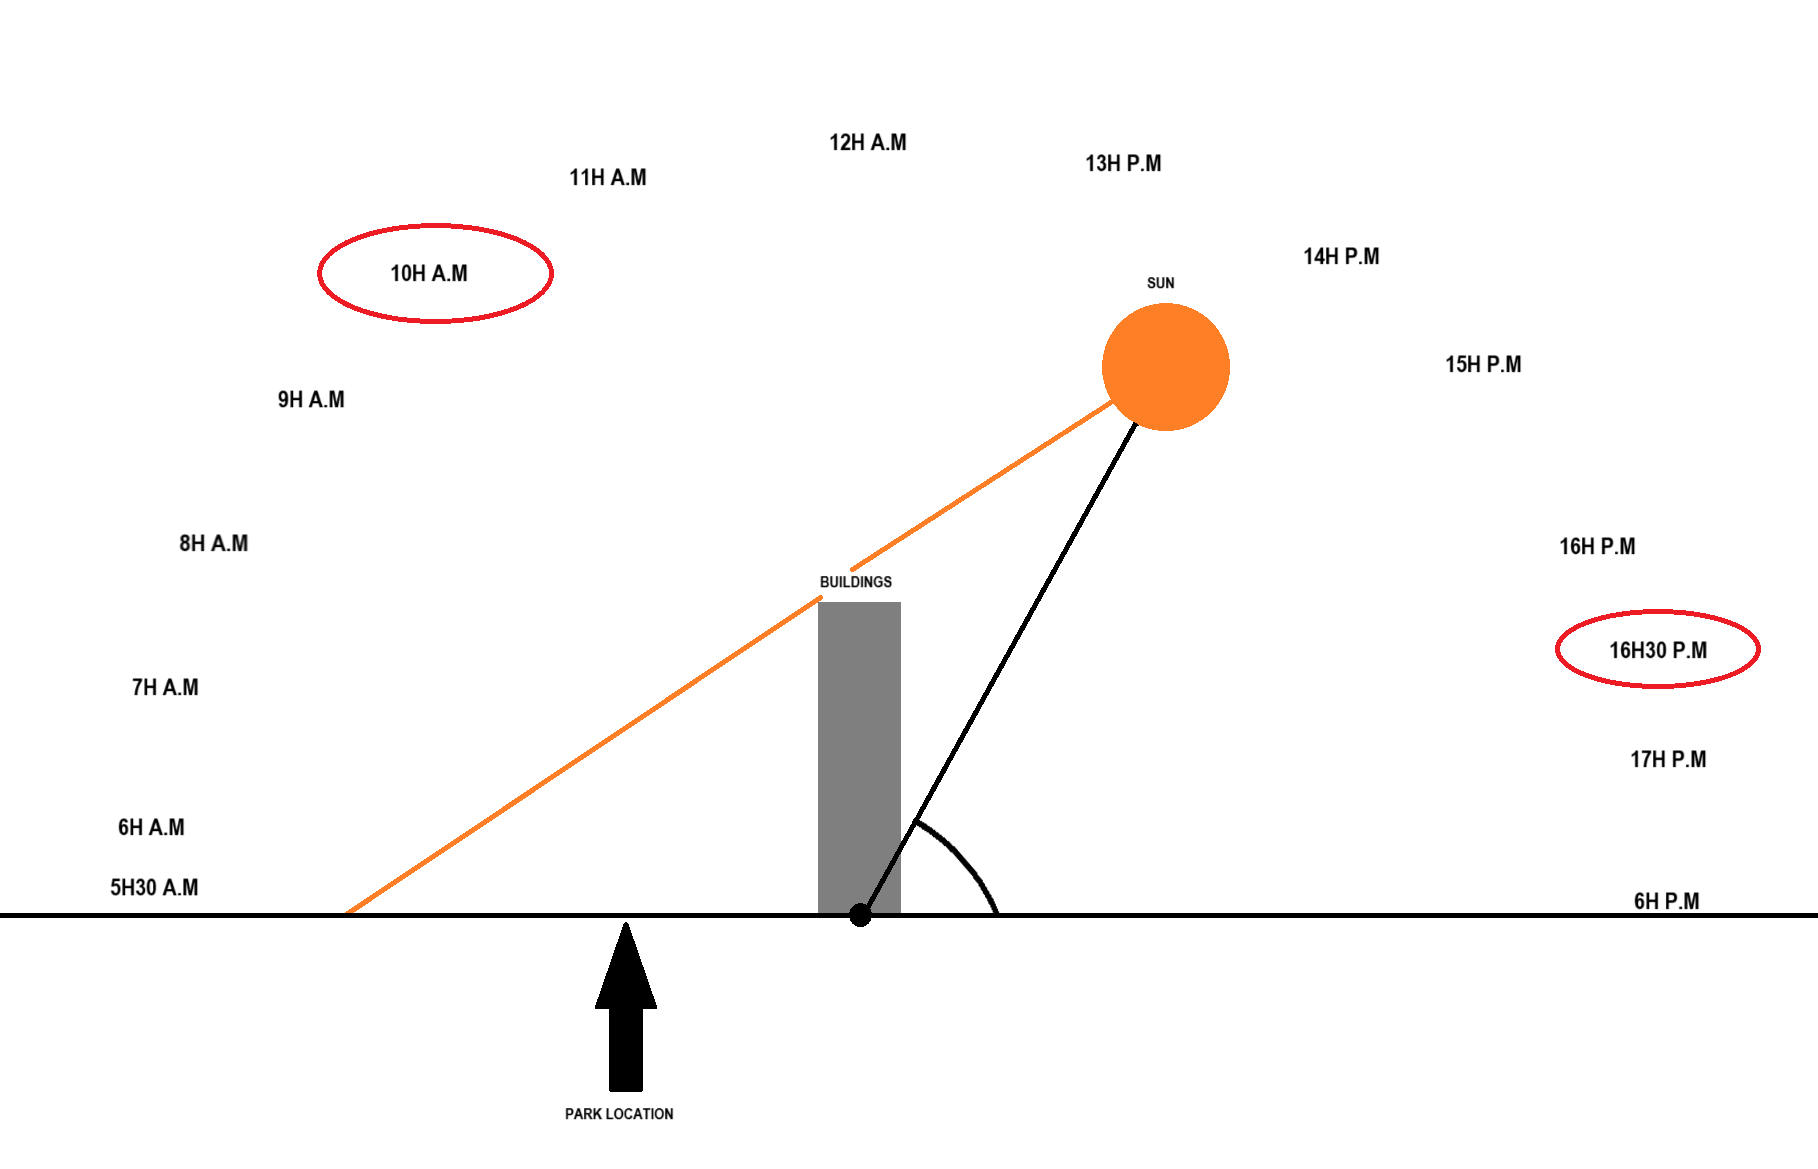 12H A.M
13H P.M
11H A.M
14H P.M
10H A.M
SUN
15H P.M
9H A.M
8H A.M
16H P.M
BUILDINGS
16H30 P.M
7H A.M
17H P.M
6H A.M
5H30 A.M
6H P.M
PARK LOCATION